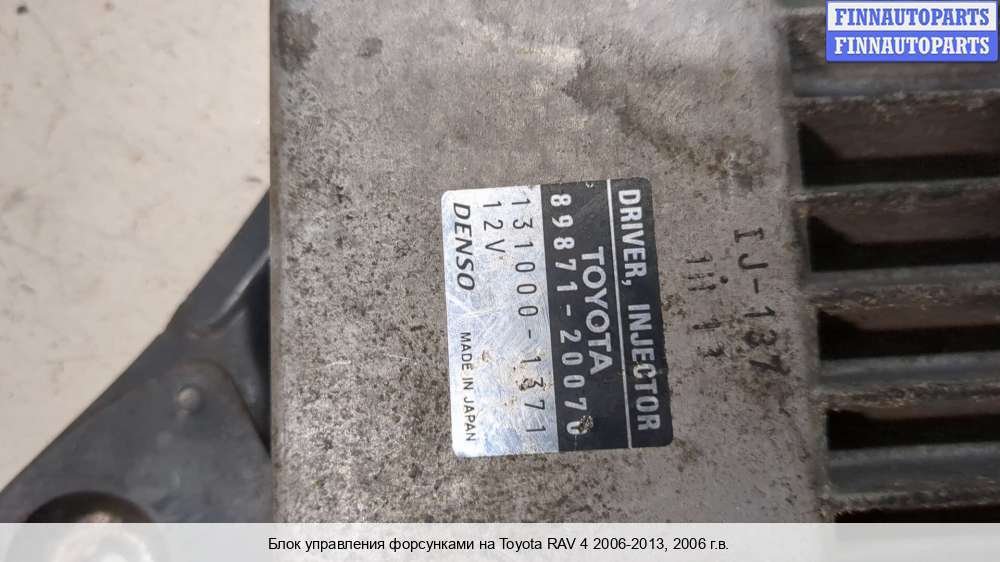 FINNAUTOPARTS
FINNAUTOPARTS
DRIVER, INJECTOR
TOYOTA
89871-20070
131000-1371
12V
DENSO MADE IN JAPAN
IJ-137
Блок управления форсунками на Toyota RAV 4 2006-2013, 2006 г.в.